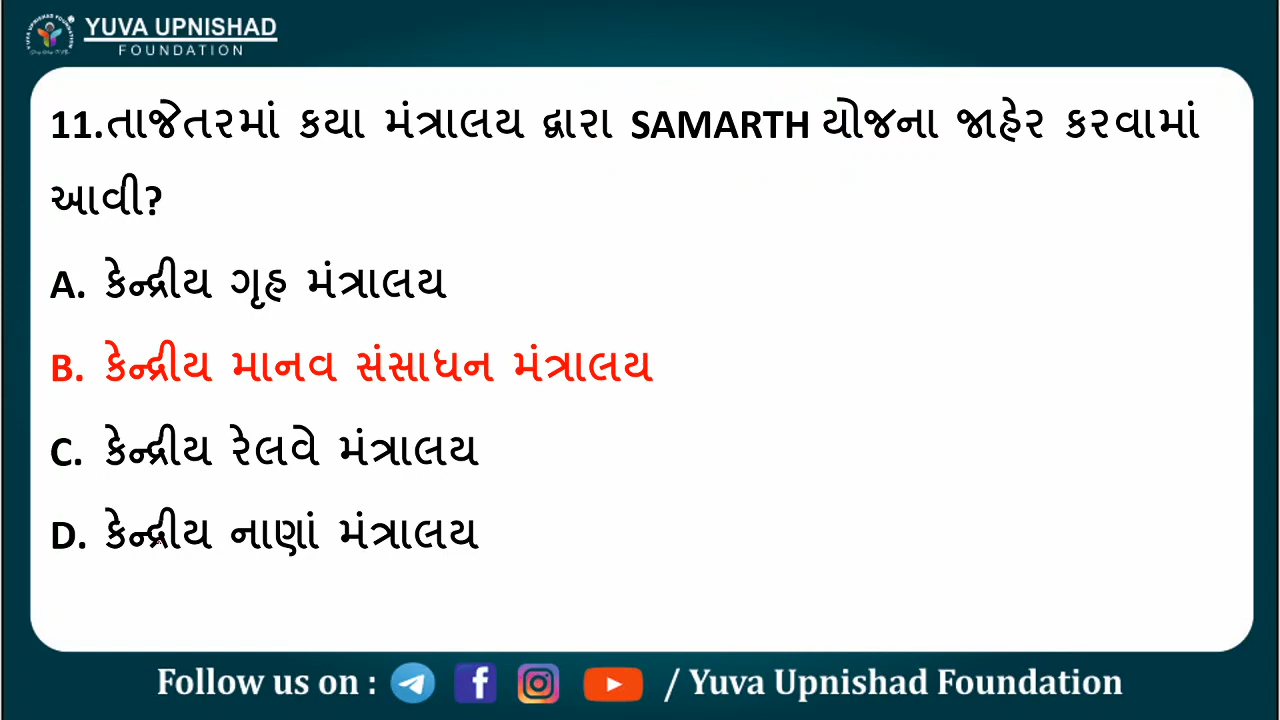 YUVA UPNISHAD
FOUNDATION
11.તાજેતરમાં કયા મંત્રાલય દ્વારા SAMARTH યોજના જાહેર કરવામાં
આવી?
A. કેન્દ્રીય ગૃહ મંત્રાલય
B. કેન્દ્રીય માનવ સંસાધન મંત્રાલય
C. કેન્દ્રીય રેલવે મંત્રાલય
D. કેન્દ્રીય નાણાં મંત્રાલય
Follow us on : / Yuva Upnishad Foundation